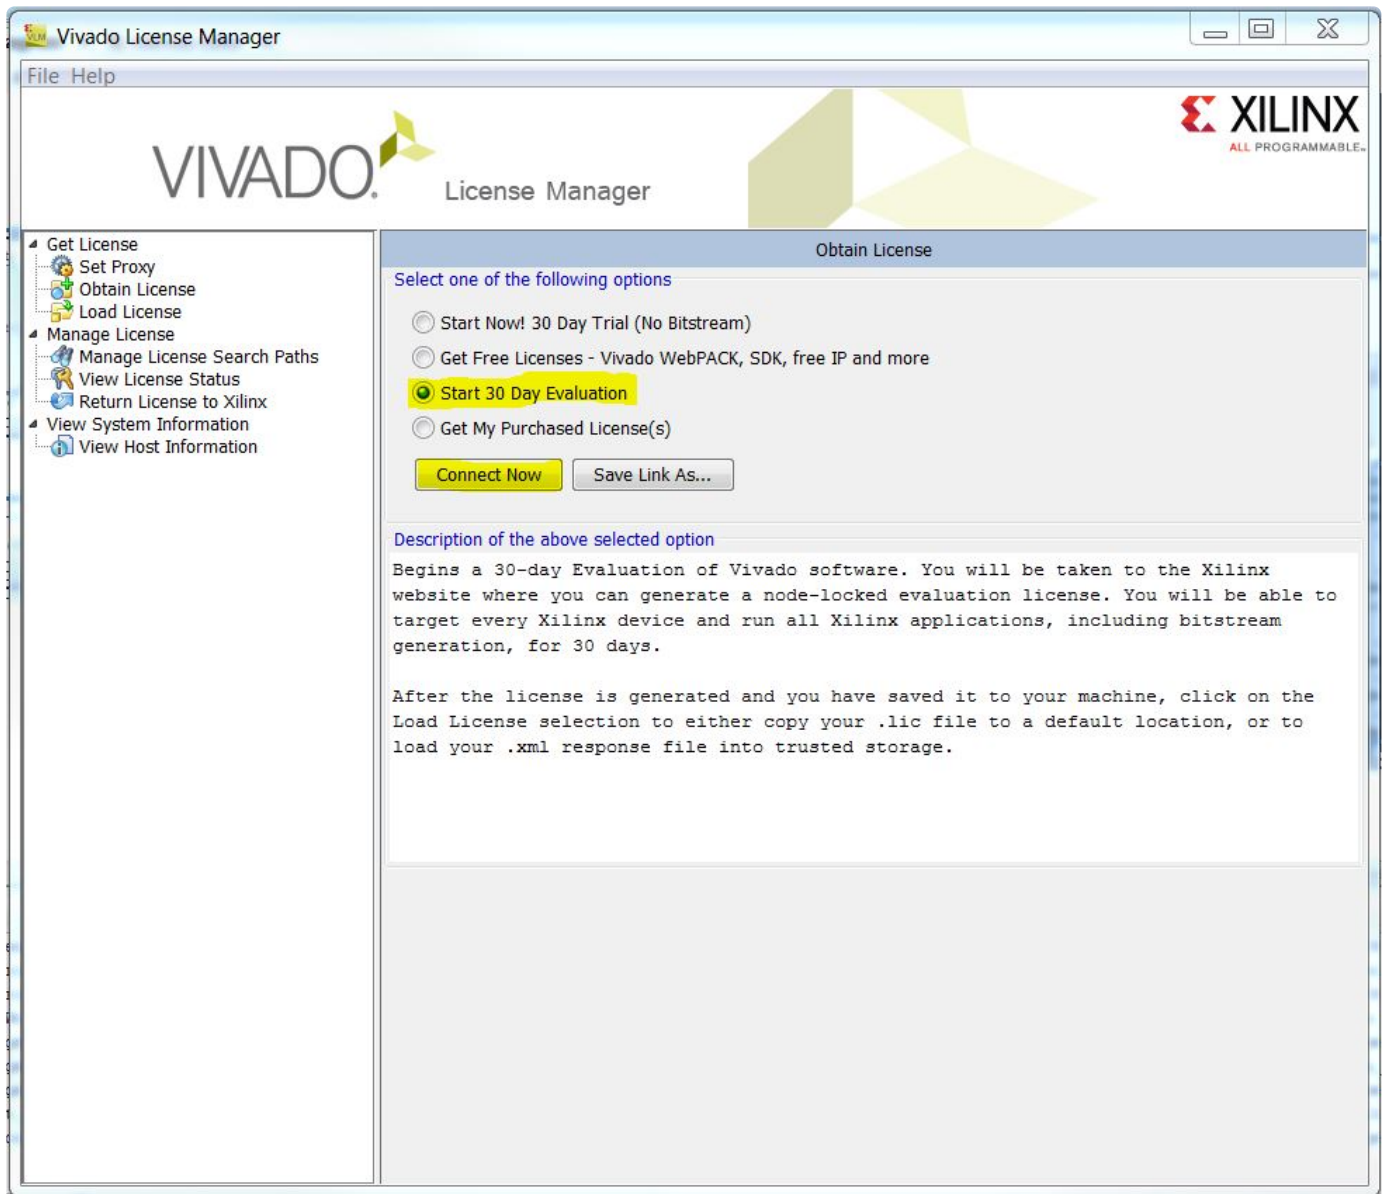 Vivado License Manager
File Help
VIVADO.
License Manager
XILINX
ALL PROGRAMMABLE™
Get License
Set Proxy
Obtain License
Load License
Manage License
Manage License Search Paths
View License Status
Return License to Xilinx
View System Information
View Host Information
Obtain License
Select one of the following options
Start Now! 30 Day Trial (No Bitstream)
Get Free Licenses - Vivado WebPACK, SDK, free IP and more
Start 30 Day Evaluation
Get My Purchased License(s)
Connect Now
Save Link As...
Description of the above selected option
Begins a 30-day Evaluation of Vivado software. You will be taken to the Xilinx
website where you can generate a node-locked evaluation license. You will be able to
target every Xilinx device and run all Xilinx applications, including bitstream
generation, for 30 days.
After the license is generated and you have saved it to your machine, click on the
Load License selection to either copy your .lic file to a default location, or to
load your .xml response file into trusted storage.